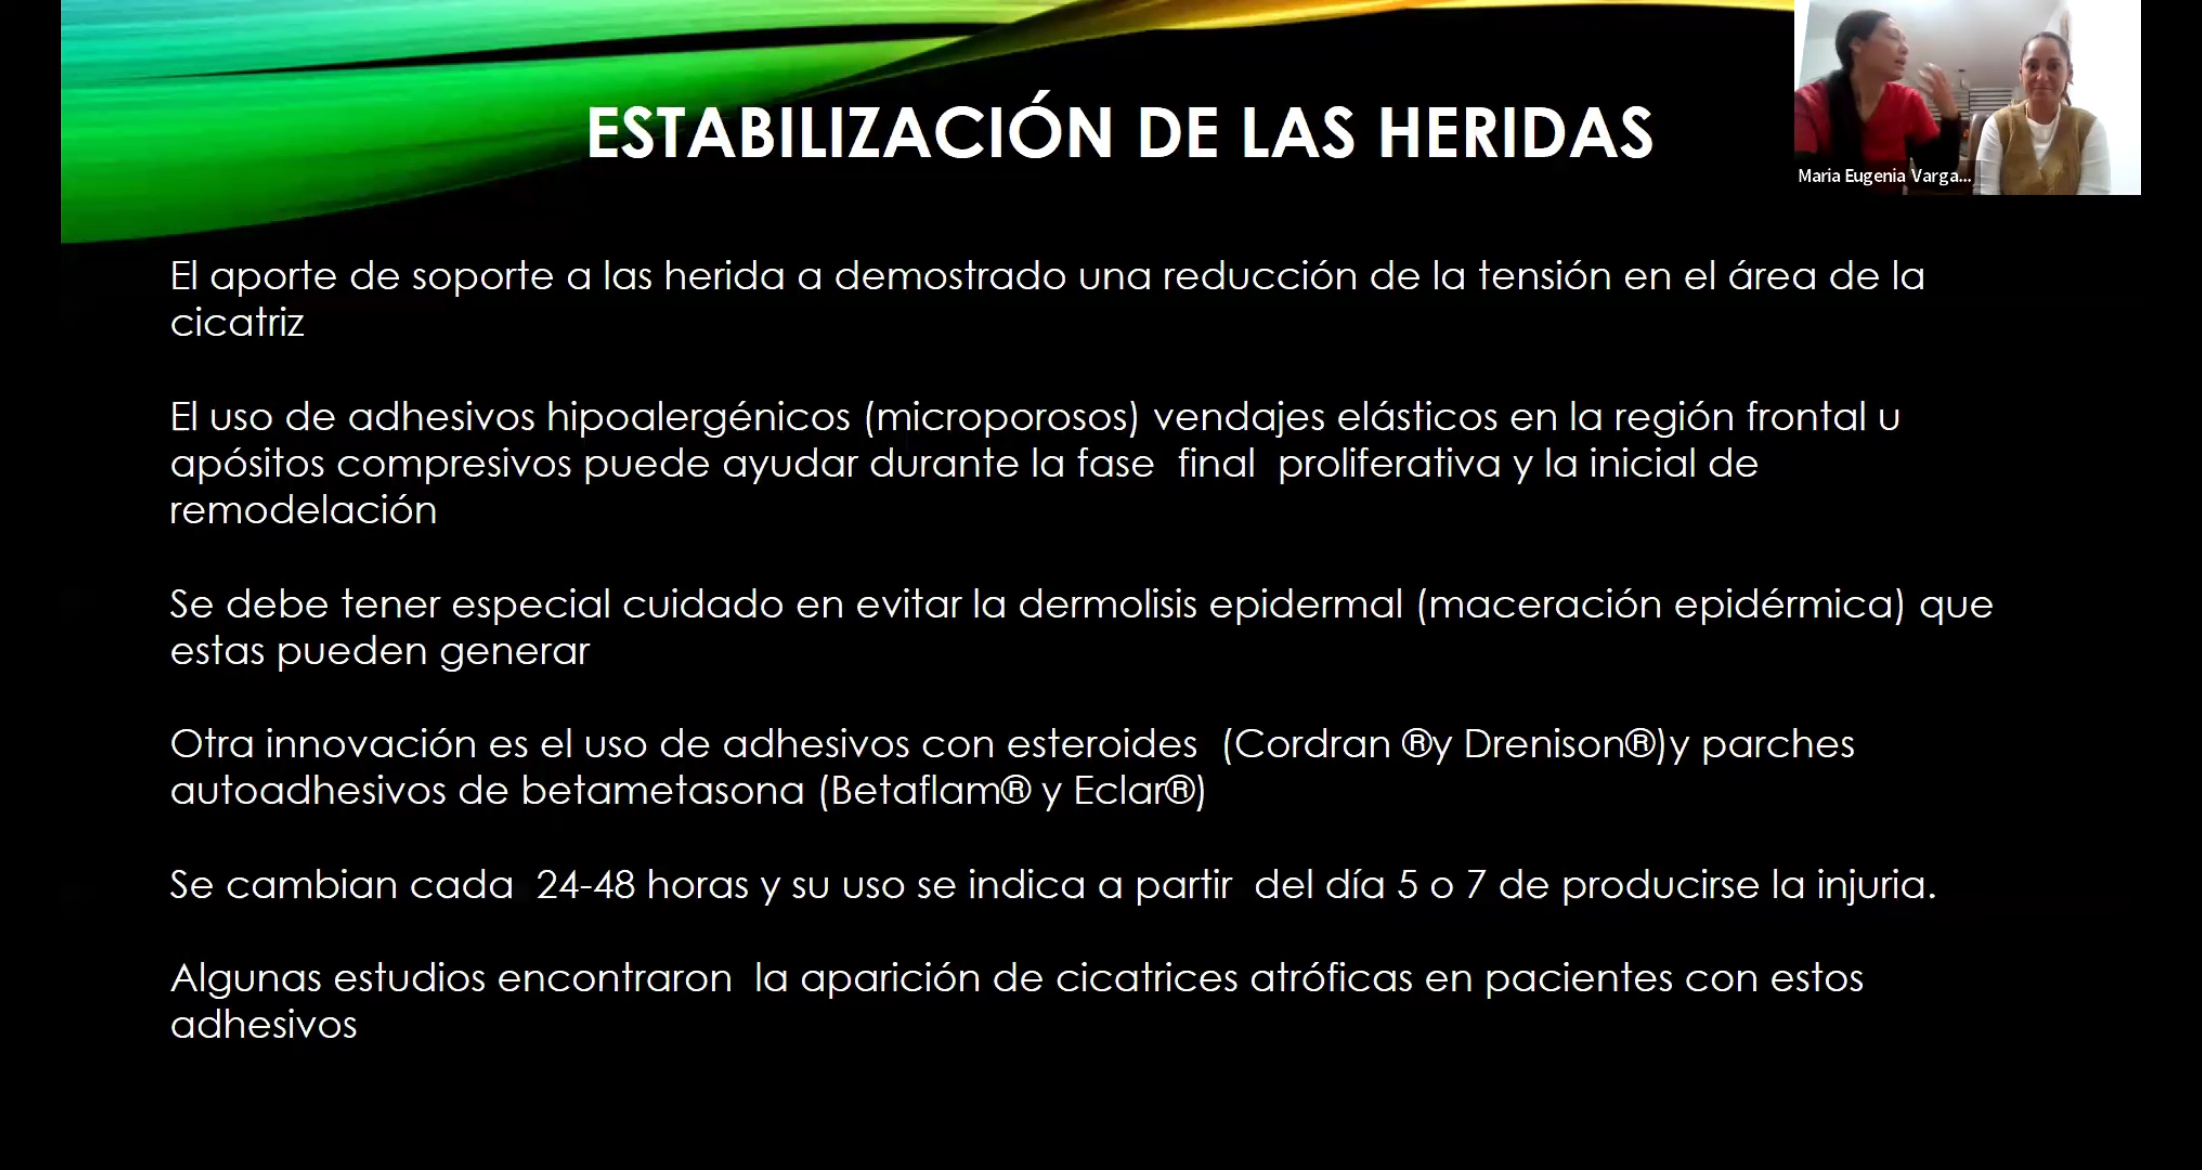 ESTABILIZACIÓN DE LAS HERIDAS
Maria Eugenia Varga...
El aporte de soporte a las herida a demostrado una reducción de la tensión en el área de la
cicatriz
El uso de adhesivos hipoalergénicos (microporosos) vendajes elásticos en la región frontal u
apósitos compresivos puede ayudar durante la fase final proliferativa y la inicial de
remodelación
Se debe tener especial cuidado en evitar la dermolisis epidermal (maceración epidérmica) que
estas pueden generar
Otra innovación es el uso de adhesivos con esteroides (Cordran ®y Drenison®)y parches
autoadhesivos de betametasona (Betaflam® y Eclar®)
Se cambian cada 24-48 horas y su uso se indica a partir del día 5 o 7 de producirse la injuria.
Algunas estudios encontraron la aparición de cicatrices atróficas en pacientes con estos
adhesivos